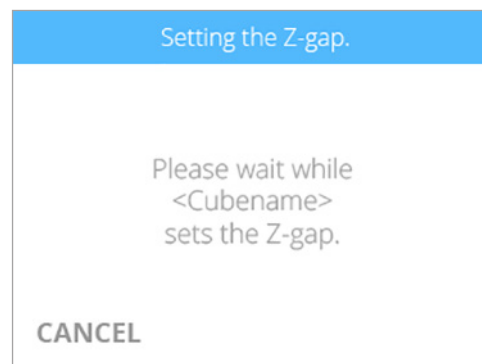 Setting the Z-gap.
Please wait while
<Cubename>
sets the Z-gap.
CANCEL